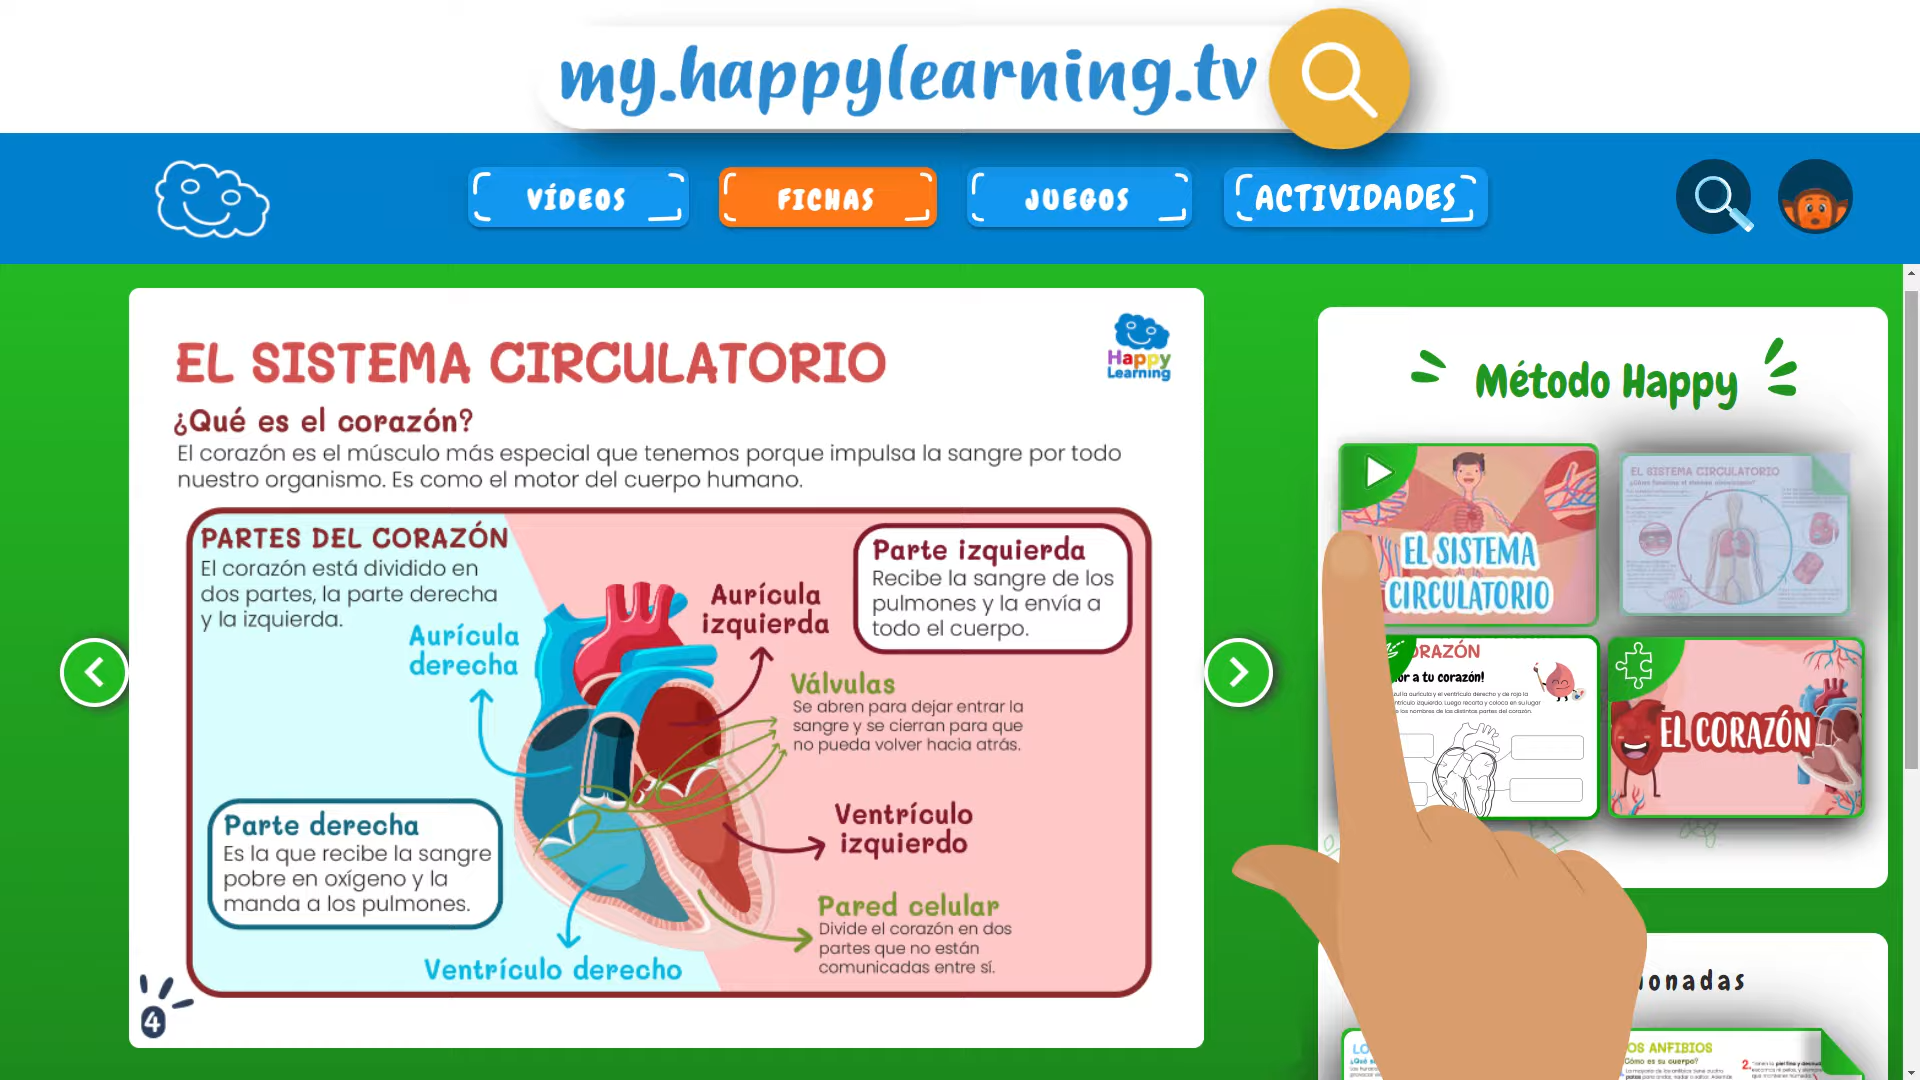 my.happylearning.tv
VÍDEOS
FICHAS
JUEGOS
ACTIVIDADES
EL SISTEMA CIRCULATORIO
Happy
Learning
¿Qué es el corazón?
El corazón es el músculo más especial que tenemos porque impulsa la sangre por todo
nuestro organismo. Es como el motor del cuerpo humano.
PARTES DEL CORAZÓN
El corazón está dividido en
dos partes, la parte derecha
y la izquierda.
Aurícula
derecha
Aurícula
izquierda
Parte izquierda
Recibe la sangre de los
pulmones y la envía a
todo el cuerpo.
Válvulas
Se abren para dejar entrar la
sangre y se cierran para que
no pueda volver hacia atrás.
Parte derecha
Es la que recibe la sangre
pobre en oxígeno y la
manda a los pulmones.
Ventrículo
izquierdo
Pared celular
Divide el corazón en dos
partes que no están
comunicadas entre sí.
Ventrículo derecho
4
Método Happy
EL SISTEMA
CIRCULATORIO
EL SISTEMA CIRCULATORIO
a tu corazón!
EL CORAZÓN
OS ANFIBIOS
Cómo es su cuerpo?
2.